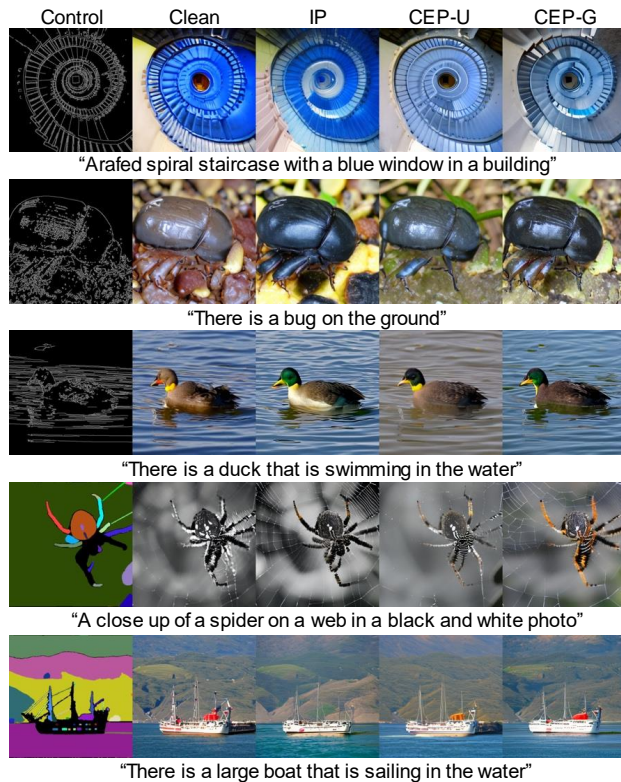 Control Clean IP CEP-U CEP-G
“Arafed spiral staircase with a blue window in a building”
“There is a bug on the ground”
“There is a duck that is swimming in the water”
“A close up of a spider on a web in a black and white photo”
“There is a large boat that is sailing in the water”